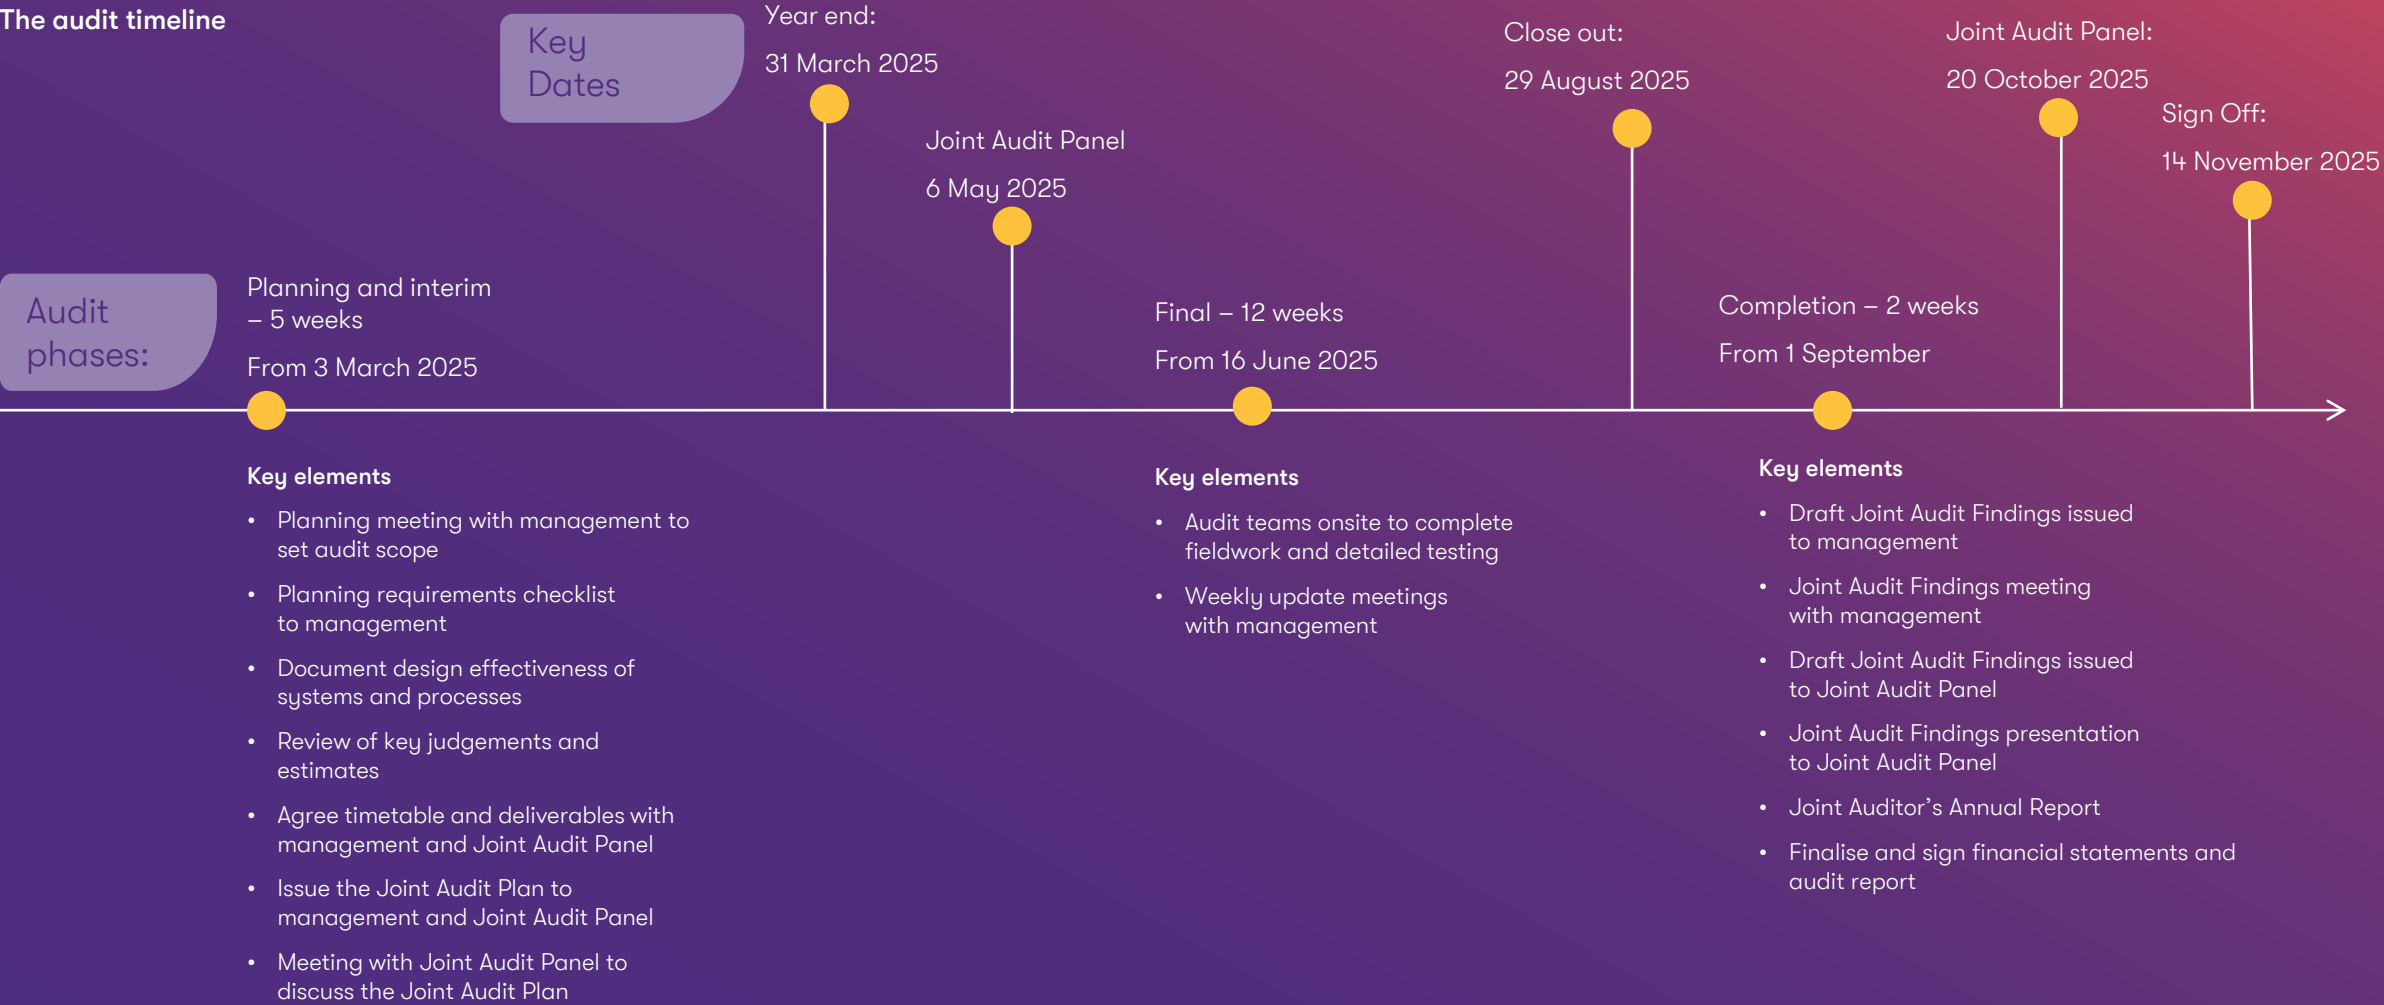 The audit timeline
Key
Dates
Year end:
31 March 2025
Joint Audit Panel
6 May 2025
Close out:
29 August 2025
Joint Audit Panel:
20 October 2025
Sign Off:
14 November 2025
Audit
phases:
Planning and interim
– 5 weeks
From 3 March 2025
Final – 12 weeks
From 16 June 2025
Completion – 2 weeks
From 1 September
Key elements
• Planning meeting with management to
set audit scope
• Planning requirements checklist
to management
• Document design effectiveness of
systems and processes
• Review of key judgements and
estimates
• Agree timetable and deliverables with
management and Joint Audit Panel
• Issue the Joint Audit Plan to
management and Joint Audit Panel
• Meeting with Joint Audit Panel to
discuss the Joint Audit Plan
Key elements
• Audit teams onsite to complete
fieldwork and detailed testing
• Weekly update meetings
with management
Key elements
• Draft Joint Audit Findings issued
to management
• Joint Audit Findings meeting
with management
• Draft Joint Audit Findings issued
to Joint Audit Panel
• Joint Audit Findings presentation
to Joint Audit Panel
• Joint Auditor’s Annual Report
• Finalise and sign financial statements and
audit report